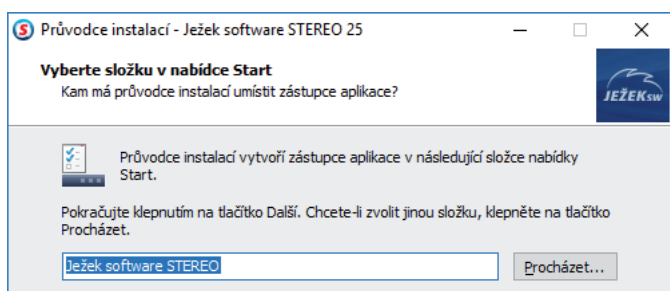 Průvodce instalací - Ježek software STEREO 25
Vyberte složku v nabídce Start
Kam má průvodce instalací umístit zástupce aplikace?
JEŽEKsw
Průvodce instalací vytvoří zástupce aplikace v následující složce nabídky
Start.
Pokračujte klepnutím na tlačítko Další. Chcete-li zvolit jinou složku, klepněte na tlačítko
Procházet.
Ježek software STEREO
Procházet...